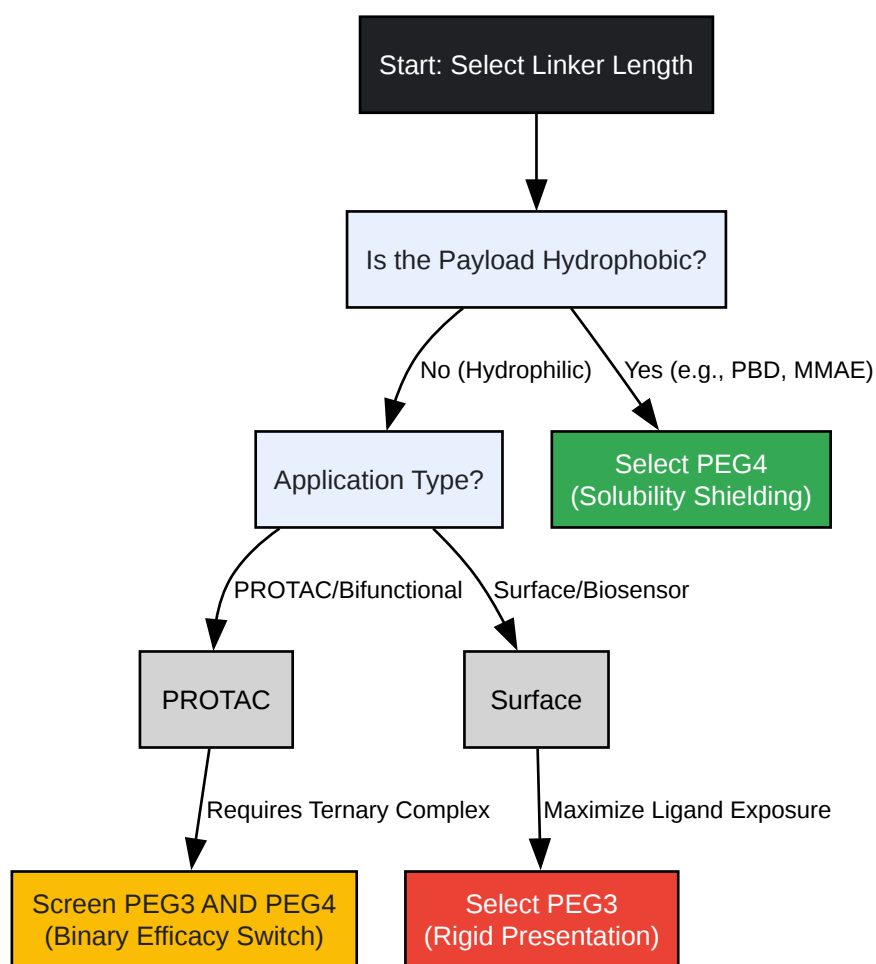 Start: Select Linker Length
Is the Payload Hydrophobic?
No (Hydrophilic)
Yes (e.g., PBD, MMAE)
Application Type?
Select PEG4
(Solubility Shielding)
PROTAC/Bifunctional
Surface/Biosensor
PROTAC
Surface
Requires Ternary Complex
Maximize Ligand Exposure
Screen PEG3 AND PEG4
(Binary Efficacy Switch)
Select PEG3
(Rigid Presentation)